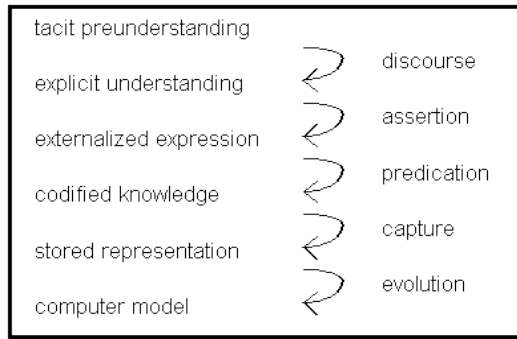 tacit preunderstanding
discourse
explicit understanding
assertion
externalized expression
predication
codified knowledge
capture
stored representation
evolution
computer model